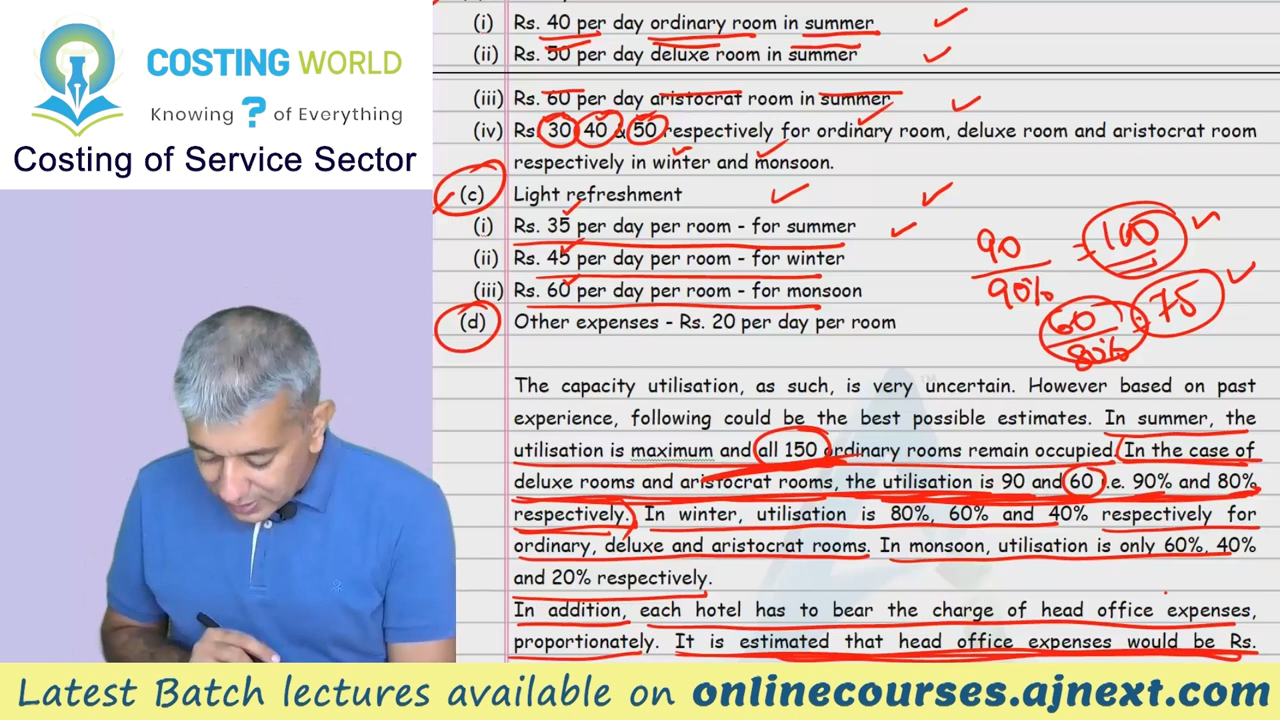 COSTING WORLD
Knowing ? of Everything
Costing of Service Sector
(i) Rs. 40 per day ordinary room in summer
(ii) Rs. 50 per day deluxe room in summer
(iii) Rs. 60 per day aristocrat room in summer
(iv) Rs 30 40 & 50 respectively for ordinary room, deluxe room and aristocrat room
respectively in winter and monsoon.
(c) Light refreshment
(i) Rs. 35 per day per room - for summer
(ii) Rs. 45 per day per room - for winter
(iii) Rs. 60 per day per room - for monsoon
(d) Other expenses - Rs. 20 per day per room
90
90%
= 100
60
80%
= 75
The capacity utilisation, as such, is very uncertain. However based on past
experience, following could be the best possible estimates. In summer, the
utilisation is maximum and all 150 ordinary rooms remain occupied. In the case of
deluxe rooms and aristocrat rooms, the utilisation is 90 and 60 i.e. 90% and 80%
respectively. In winter, utilisation is 80%, 60% and 40% respectively for
ordinary, deluxe and aristocrat rooms. In monsoon, utilisation is only 60%, 40%
and 20% respectively.
In addition, each hotel has to bear the charge of head office expenses,
proportionately. It is estimated that head office expenses would be Rs.
Latest Batch lectures available on onlinecourses.ajnext.com